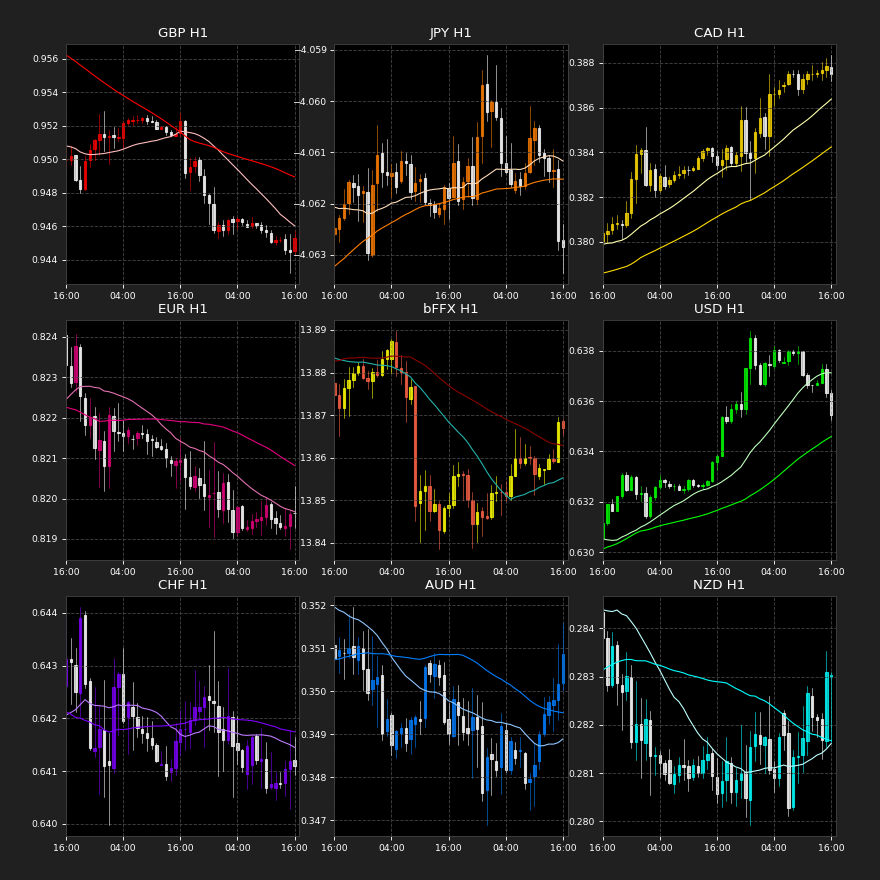 GBP H1
0.956
0.954
0.952
0.950
0.948
0.946
0.944
16:00 04:00 16:00 04:00 16:00
JPY H1
−4.059
−4.060
−4.061
−4.062
−4.063
16:00 04:00 16:00 04:00 16:00
CAD H1
0.388
0.386
0.384
0.382
0.380
16:00 04:00 16:00 04:00 16:00
EUR H1
0.824
0.823
0.822
0.821
0.820
0.819
16:00 04:00 16:00 04:00 16:00
bFFX H1
13.89
13.88
13.87
13.86
13.85
13.84
16:00 04:00 16:00 04:00 16:00
USD H1
0.638
0.636
0.634
0.632
0.630
16:00 04:00 16:00 04:00 16:00
CHF H1
0.644
0.643
0.642
0.641
0.640
16:00 04:00 16:00 04:00 16:00
AUD H1
0.352
0.351
0.350
0.349
0.348
0.347
16:00 04:00 16:00 04:00 16:00
NZD H1
0.284
0.283
0.282
0.281
0.280
16:00 04:00 16:00 04:00 16:00